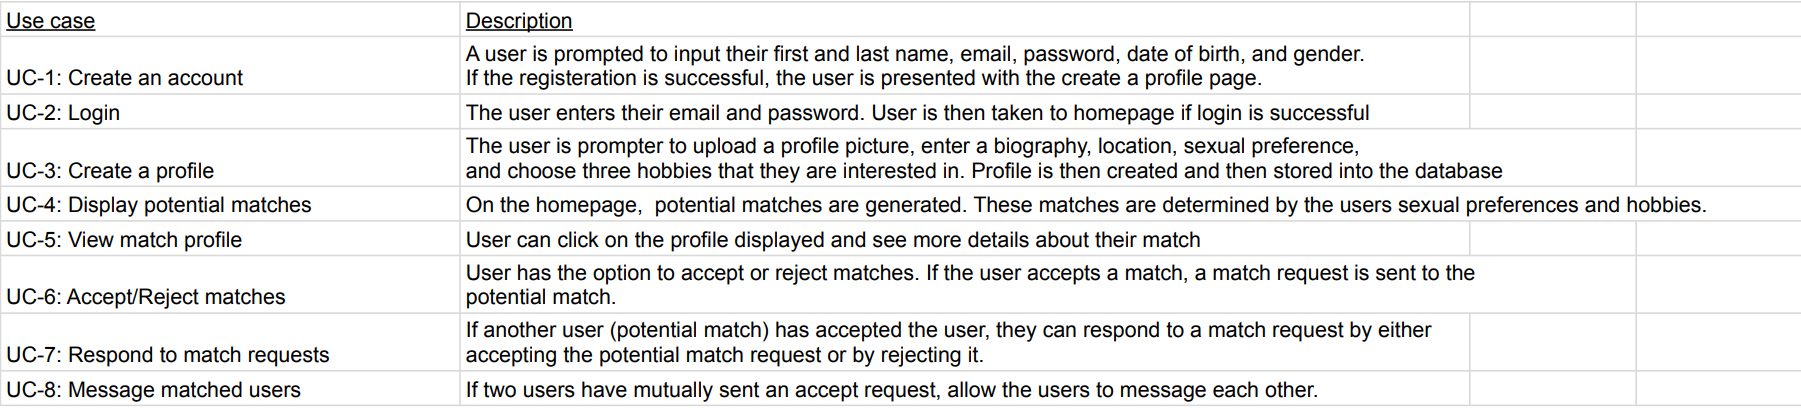 Use case Description
A user is prompted to input their first and last name, email, password, date of birth, and gender.
UC-1: Create an account If the registeration is successful, the user is presented with the create a profile page.
UC-2: Login The user enters their email and password. User is then taken to homepage if login is successful
The user is prompter to upload a profile picture, enter a biography, location, sexual preference,
UC-3: Create a profile and choose three hobbies that they are interested in. Profile is then created and then stored into the database
UC-4: Display potential matches On the homepage,  potential matches are generated. These matches are determined by the users sexual preferences and hobbies.
UC-5: View match profile User can click on the profile displayed and see more details about their match
User has the option to accept or reject matches. If the user accepts a match, a match request is sent to the
UC-6: Accept/Reject matches potential match.
If another user (potential match) has accepted the user, they can respond to a match request by either
UC-7: Respond to match requests accepting the potential match request or by rejecting it.
UC-8: Message matched users If two users have mutually sent an accept request, allow the users to message each other.